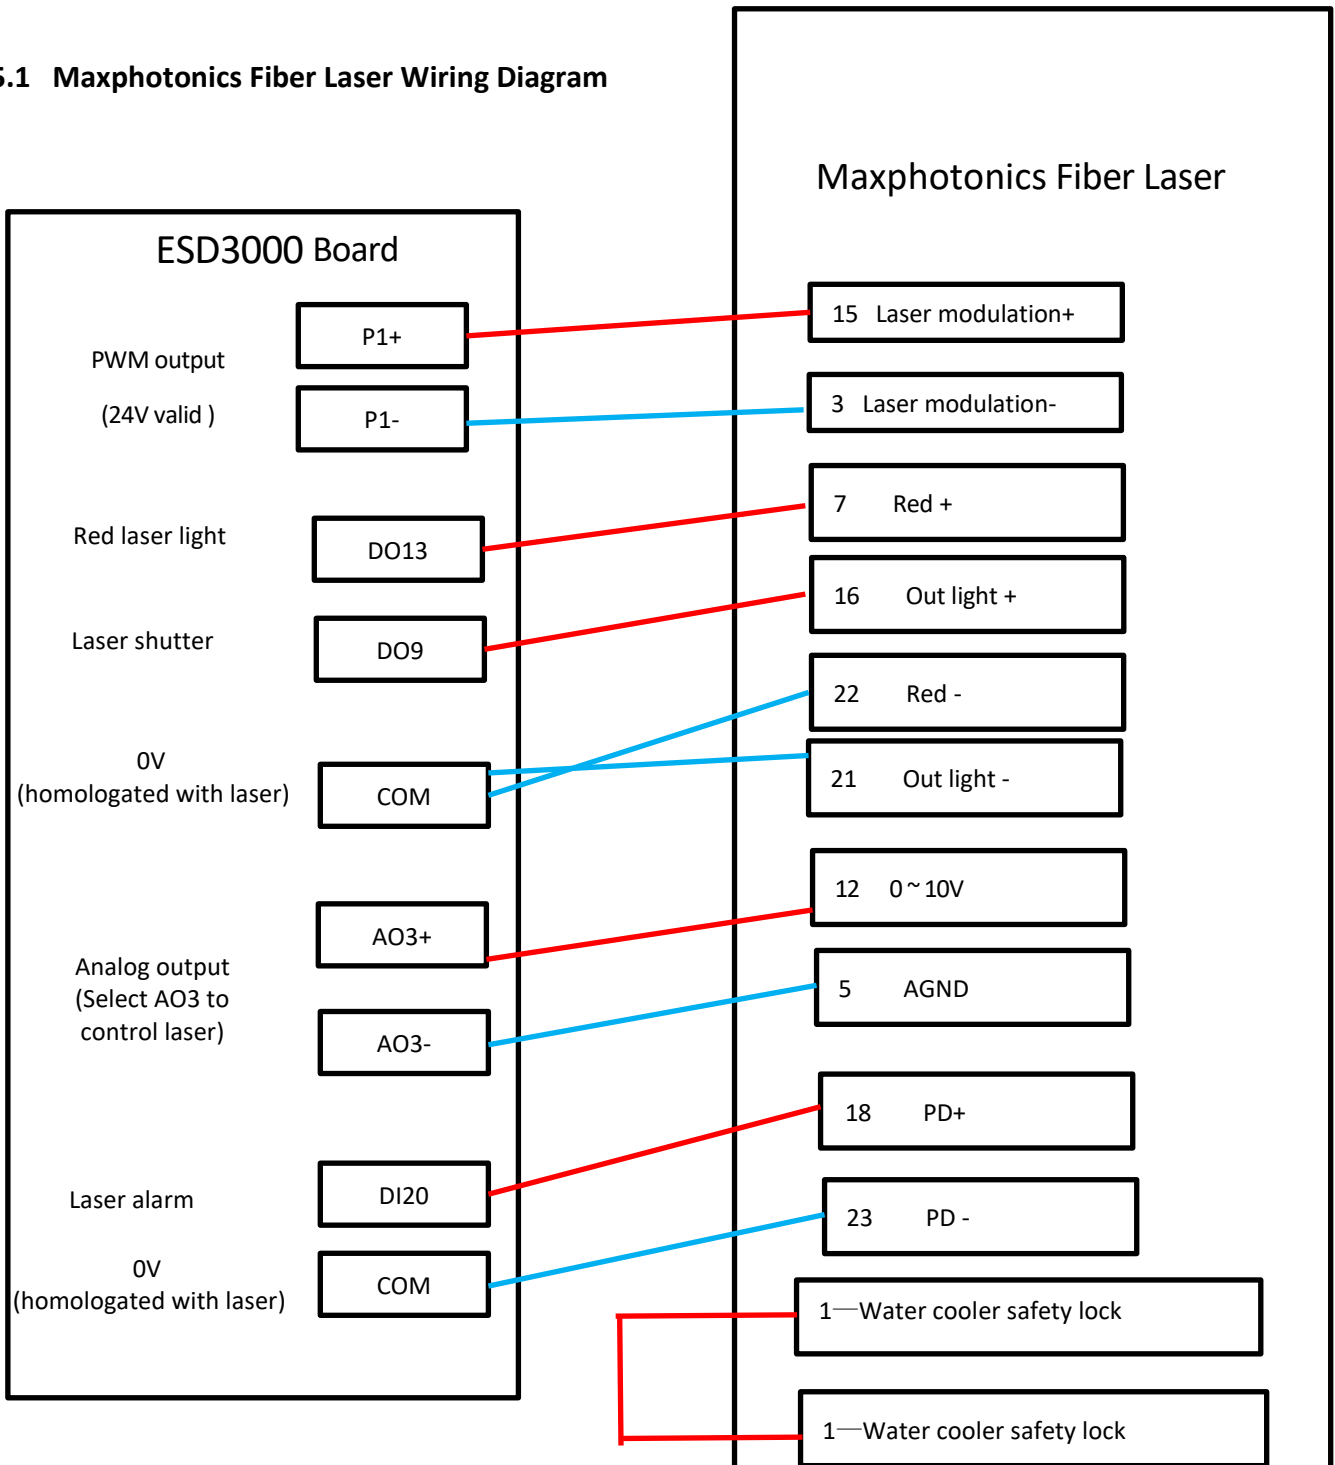 5.1 Maxphotonics Fiber Laser Wiring Diagram
Maxphotonics Fiber Laser
ESD3000 Board
PWM output
(24V valid )
P1+
P1-
15 Laser modulation+
3 Laser modulation-
Red laser light
DO13
7 Red +
Laser shutter
DO9
16 Out light +
22 Red -
0V
(homologated with laser)
COM
21 Out light -
12 0~10V
AO3+
Analog output
(Select AO3 to
control laser)
AO3-
5 AGND
18 PD+
Laser alarm
DI20
23 PD -
0V
(homologated with laser)
COM
1—Water cooler safety lock
1—Water cooler safety lock